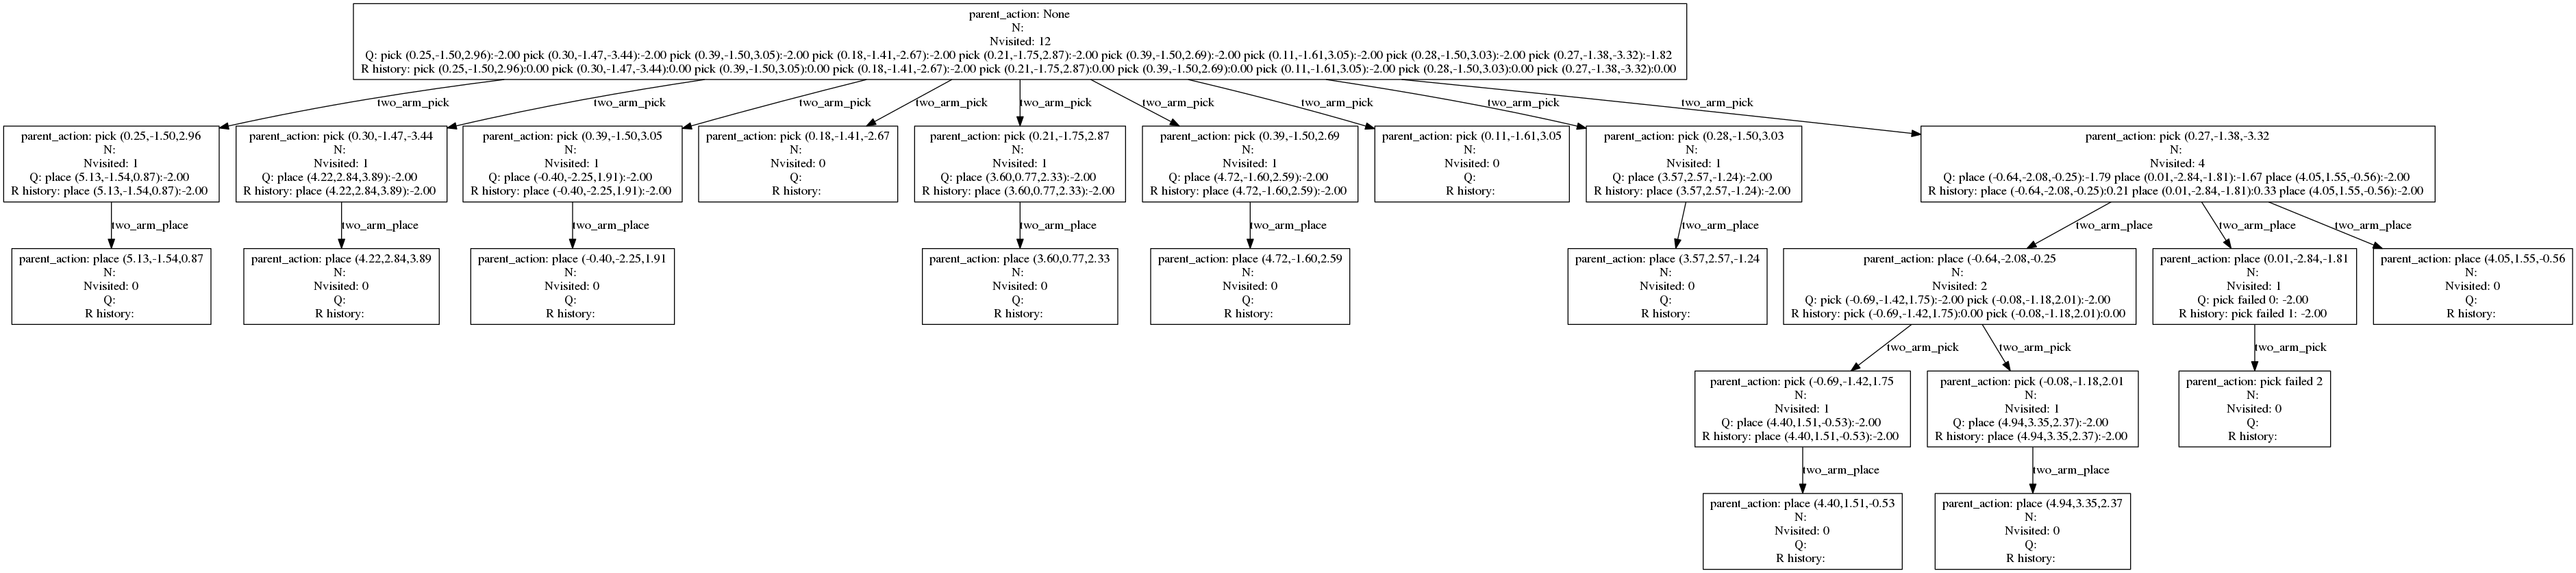 parent_action: None
N:
Nvisited: 12
Q: pick (0.25,-1.50,2.96):-2.00 pick (0.30,-1.47,-3.44):-2.00 pick (0.39,-1.50,3.05):-2.00 pick (0.18,-1.41,-2.67):-2.00 pick (0.21,-1.75,2.87):-2.00 pick (0.39,-1.50,2.69):-2.00 pick (0.11,-1.61,3.05):-2.00 pick (0.28,-1.50,3.03):-2.00 pick (0.27,-1.38,-3.32):-1.82
R history: pick (0.25,-1.50,2.96):0.00 pick (0.30,-1.47,-3.44):0.00 pick (0.39,-1.50,3.05):0.00 pick (0.18,-1.41,-2.67):-2.00 pick (0.21,-1.75,2.87):0.00 pick (0.39,-1.50,2.69):0.00 pick (0.11,-1.61,3.05):-2.00 pick (0.28,-1.50,3.03):0.00 pick (0.27,-1.38,-3.32):0.00
two_arm_pick
two_arm_pick
two_arm_pick
two_arm_pick
two_arm_pick
two_arm_pick
two_arm_pick
two_arm_pick
two_arm_pick
parent_action: pick (0.25,-1.50,2.96
N:
Nvisited: 1
Q: place (5.13,-1.54,0.87):-2.00
R history: place (5.13,-1.54,0.87):-2.00
parent_action: pick (0.30,-1.47,-3.44
N:
Nvisited: 1
Q: place (4.22,2.84,3.89):-2.00
R history: place (4.22,2.84,3.89):-2.00
parent_action: pick (0.39,-1.50,3.05
N:
Nvisited: 1
Q: place (-0.40,-2.25,1.91):-2.00
R history: place (-0.40,-2.25,1.91):-2.00
parent_action: pick (0.18,-1.41,-2.67
N:
Nvisited: 0
Q:
R history:
parent_action: pick (0.21,-1.75,2.87
N:
Nvisited: 1
Q: place (3.60,0.77,2.33):-2.00
R history: place (3.60,0.77,2.33):-2.00
parent_action: pick (0.39,-1.50,2.69
N:
Nvisited: 1
Q: place (4.72,-1.60,2.59):-2.00
R history: place (4.72,-1.60,2.59):-2.00
parent_action: pick (0.11,-1.61,3.05
N:
Nvisited: 0
Q:
R history:
parent_action: pick (0.28,-1.50,3.03
N:
Nvisited: 1
Q: place (3.57,2.57,-1.24):-2.00
R history: place (3.57,2.57,-1.24):-2.00
parent_action: pick (0.27,-1.38,-3.32
N:
Nvisited: 4
Q: place (-0.64,-2.08,-0.25):-1.79 place (0.01,-2.84,-1.81):-1.67 place (4.05,1.55,-0.56):-2.00
R history: place (-0.64,-2.08,-0.25):0.21 place (0.01,-2.84,-1.81):0.33 place (4.05,1.55,-0.56):-2.00
two_arm_place
two_arm_place
two_arm_place
two_arm_place
two_arm_place
two_arm_place
two_arm_place
two_arm_place
two_arm_place
parent_action: place (5.13,-1.54,0.87
N:
Nvisited: 0
Q:
R history:
parent_action: place (4.22,2.84,3.89
N:
Nvisited: 0
Q:
R history:
parent_action: place (-0.40,-2.25,1.91
N:
Nvisited: 0
Q:
R history:
parent_action: place (3.60,0.77,2.33
N:
Nvisited: 0
Q:
R history:
parent_action: place (4.72,-1.60,2.59
N:
Nvisited: 0
Q:
R history:
parent_action: place (3.57,2.57,-1.24
N:
Nvisited: 0
Q:
R history:
parent_action: place (-0.64,-2.08,-0.25
N:
Nvisited: 2
Q: pick (-0.69,-1.42,1.75):-2.00 pick (-0.08,-1.18,2.01):-2.00
R history: pick (-0.69,-1.42,1.75):0.00 pick (-0.08,-1.18,2.01):0.00
parent_action: place (0.01,-2.84,-1.81
N:
Nvisited: 1
Q: pick failed 0: -2.00
R history: pick failed 1: -2.00
parent_action: place (4.05,1.55,-0.56
N:
Nvisited: 0
Q:
R history:
two_arm_pick
two_arm_pick
two_arm_pick
parent_action: pick (-0.69,-1.42,1.75
N:
Nvisited: 1
Q: place (4.40,1.51,-0.53):-2.00
R history: place (4.40,1.51,-0.53):-2.00
parent_action: pick (-0.08,-1.18,2.01
N:
Nvisited: 1
Q: place (4.94,3.35,2.37):-2.00
R history: place (4.94,3.35,2.37):-2.00
parent_action: pick failed 2
N:
Nvisited: 0
Q:
R history:
two_arm_place
two_arm_place
parent_action: place (4.40,1.51,-0.53
N:
Nvisited: 0
Q:
R history:
parent_action: place (4.94,3.35,2.37
N:
Nvisited: 0
Q:
R history: